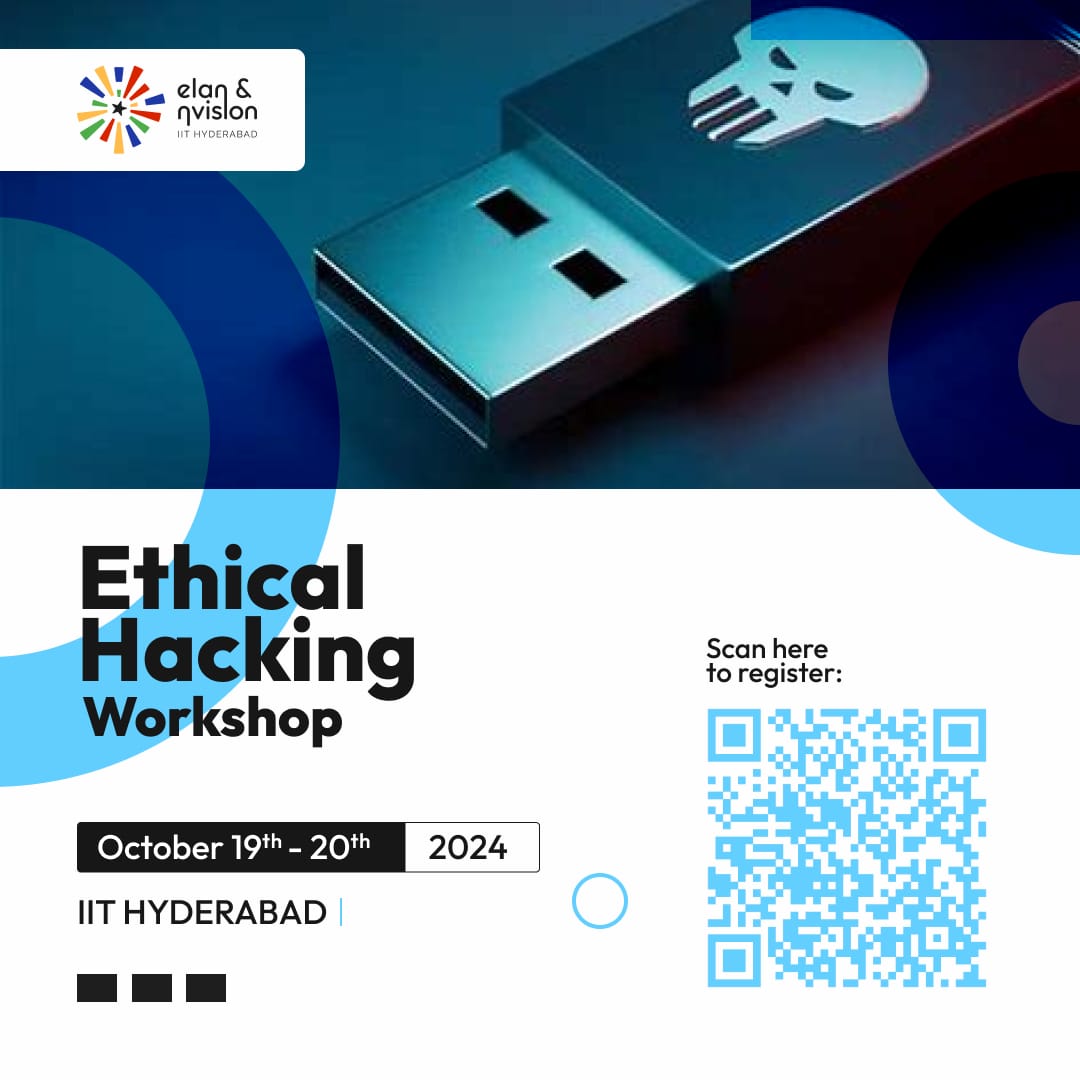 elan &
ηvision
IIT HYDERABAD
Ethical
Hacking
Workshop
Scan here
to register:
October 19th - 20th 2024
IIT HYDERABAD